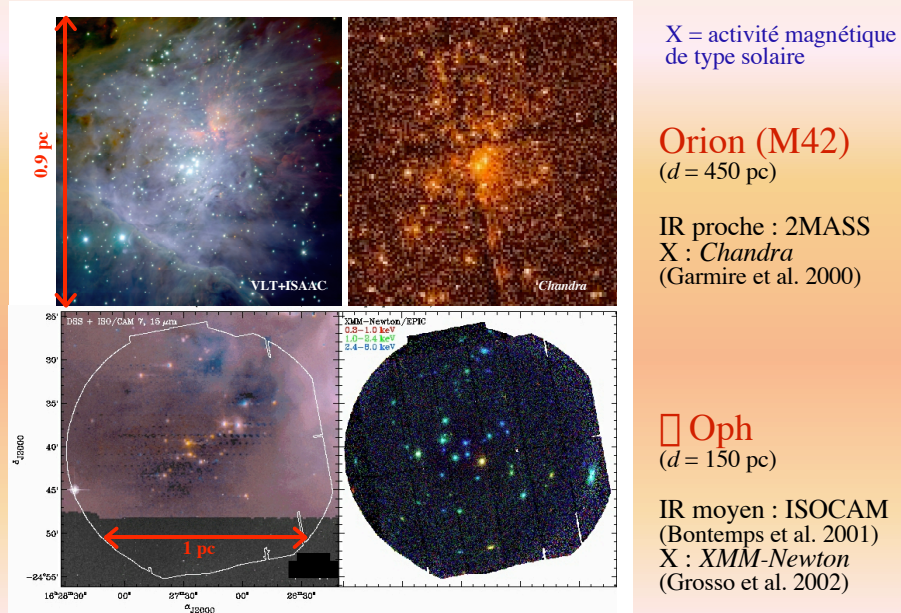 X = activité magnétique
de type solaire
0.9 pc
VLT+ISAAC
Chandra
Orion (M42)
(d = 450 pc)
IR proche : 2MASS
X : Chandra
(Garmire et al. 2000)
DSS + ISO/CAM 7, 15 μm
XMM-Newton/EPIC
0.3–1.0 keV
1.0–2.4 keV
2.4–8.0 keV
25'
30'
35'
40'
45'
50'
-24°55'
δJ2000
1 pc
16h28m30s
00s
27m30s
00s
26m30s
αJ2000
▯ Oph
(d = 150 pc)
IR moyen : ISOCAM
(Bontemps et al. 2001)
X : XMM-Newton
(Grosso et al. 2002)